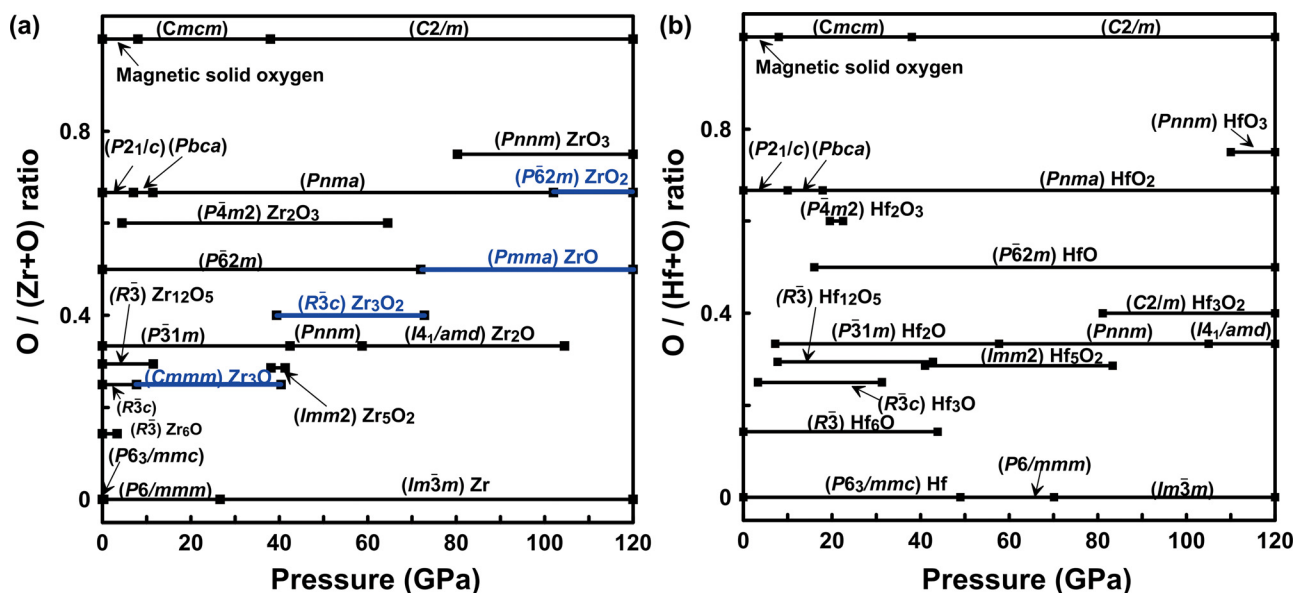 (a)
(Cmcm) (C2/m)
Magnetic solid oxygen
0.8
(Pnnm) ZrO₃
(P2₁/c) (Pbca)
(Pnma)
(P6̄2m) ZrO₂
(P4̄m2) Zr₂O₃
(P6̄2m)
(Pmma) ZrO
(R3̄) Zr₁₂O₅
(R3̄c) Zr₃O₂
0.4
(P3̄1m) (Pnnm) (I4₁/amd) Zr₂O
(Cmmm) Zr₃O
(R3̄c)
(Imm2) Zr₅O₂
(R3̄) Zr₆O
(P6₃/mmc)
(P6/mmm)
(Im3̄m) Zr
0
0 20 40 60 80 100 120
Pressure (GPa)
O / (Zr+O) ratio
(b)
(Cmcm) (C2/m)
Magnetic solid oxygen
0.8
(Pnnm) HfO₃
(P2₁/c) (Pbca)
(Pnma) HfO₂
(P4̄m2) Hf₂O₃
(P6̄2m) HfO
(R3̄) Hf₁₂O₅
(C2/m) Hf₃O₂
0.4
(P3̄1m) Hf₂O (Pnnm) (I4₁/amd)
(Imm2) Hf₅O₂
(R3̄c) Hf₃O
(R3̄) Hf₆O
(P6/mmm)
(P6₃/mmc) Hf
(Im3̄m)
0
0 20 40 60 80 100 120
Pressure (GPa)
O / (Hf+O) ratio